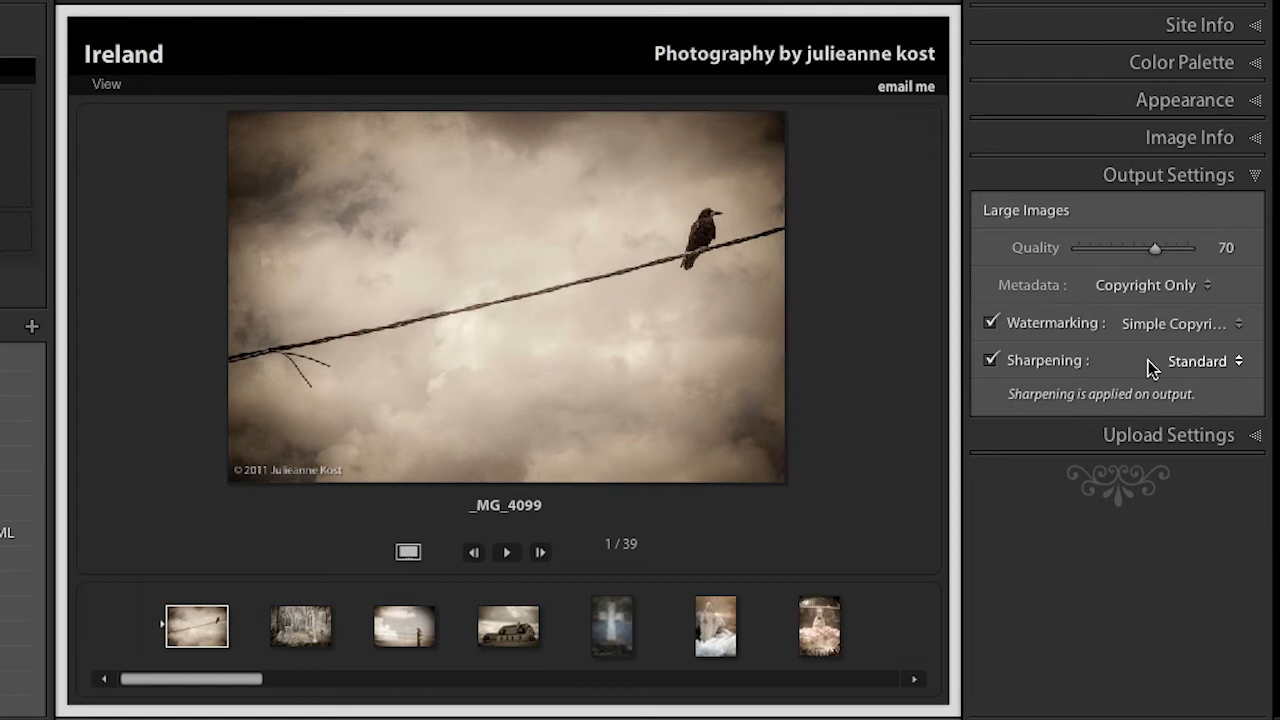 Ireland
Photography by julieanne kost
View
email me
© 2011 Julieanne Kost
_MG_4099
1 / 39
ML
Site Info
Color Palette
Appearance
Image Info
Output Settings
Large Images
Quality 70
Metadata : Copyright Only
Watermarking : Simple Copyri...
Sharpening : Standard
Sharpening is applied on output.
Upload Settings